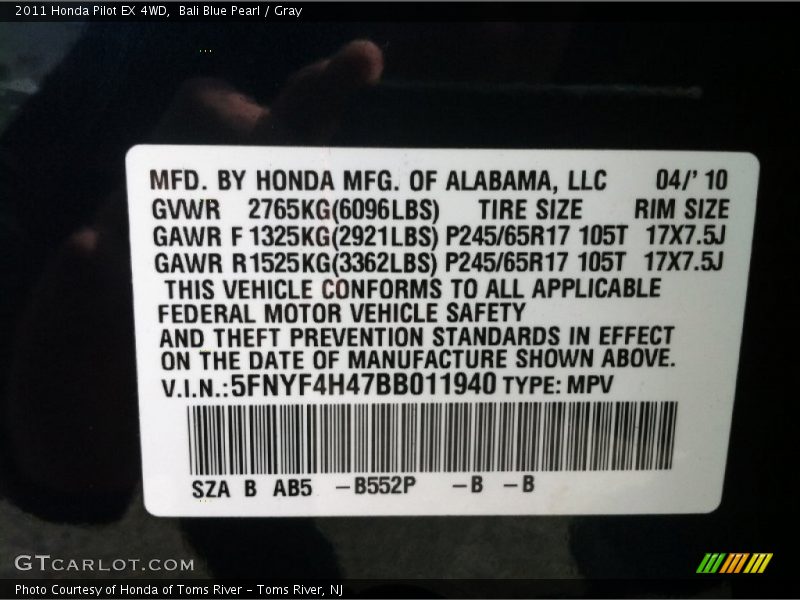 2011 Honda Pilot EX 4WD,  Bali Blue Pearl / Gray
MFD. BY HONDA MFG. OF ALABAMA, LLC 04/' 10
GVWR 2765KG(6096LBS) TIRE SIZE RIM SIZE
GAWR F 1325KG(2921LBS) P245/65R17 105T 17X7.5J
GAWR R1525KG(3362LBS) P245/65R17 105T 17X7.5J
THIS VEHICLE CONFORMS TO ALL APPLICABLE
FEDERAL MOTOR VEHICLE SAFETY
AND THEFT PREVENTION STANDARDS IN EFFECT
ON THE DATE OF MANUFACTURE SHOWN ABOVE.
V.I.N.: 5FNYF4H47BB011940 TYPE: MPV
SZA B AB5 –B552P –B –B
GTCARLOT.COM
Photo Courtesy of Honda of Toms River – Toms River, NJ